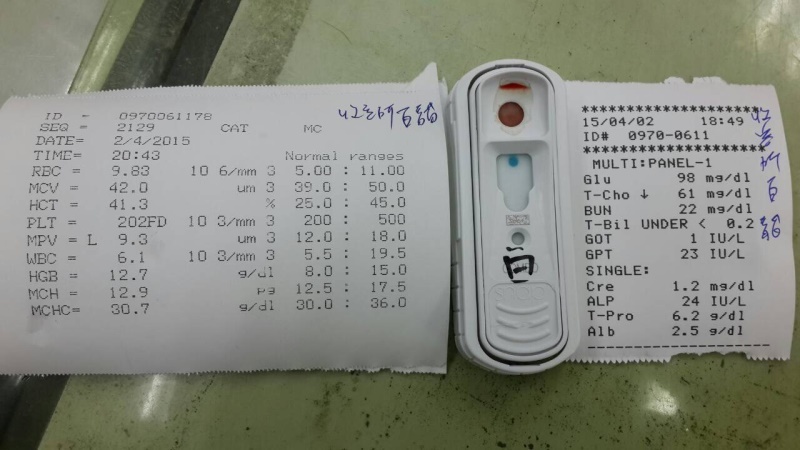 ID = 0970061178
SEQ = 2129 CAT MC
DATE= 2/4/2015
TIME= 20:43 Normal ranges
RBC = 9.83 10 6/mm 3 5.00 : 11.00
MCV = 42.0 um 3 39.0 : 50.0
HCT = 41.3 % 25.0 : 45.0
PLT = 202FD 10 3/mm 3 200 : 500
MPV = L 9.3 um 3 12.0 : 18.0
WBC = 6.1 10 3/mm 3 5.5 : 19.5
HGB = 12.7 g/dl 8.0 : 15.0
MCH = 12.9 pg 12.5 : 17.5
MCHC= 30.7 g/dl 30.0 : 36.0
白
********************
15/04/02 18:49
ID# 0970-0611
********************
MULTI:PANEL-1
Glu 98 mg/dl
T-Cho ↓ 61 mg/dl
BUN 22 mg/dl
T-Bil UNDER < 0.2
GOT 1 IU/L
GPT 23 IU/L
SINGLE:
Cre 1.2 mg/dl
ALP 24 IU/L
T-Pro 6.2 g/dl
Alb 2.5 g/dl